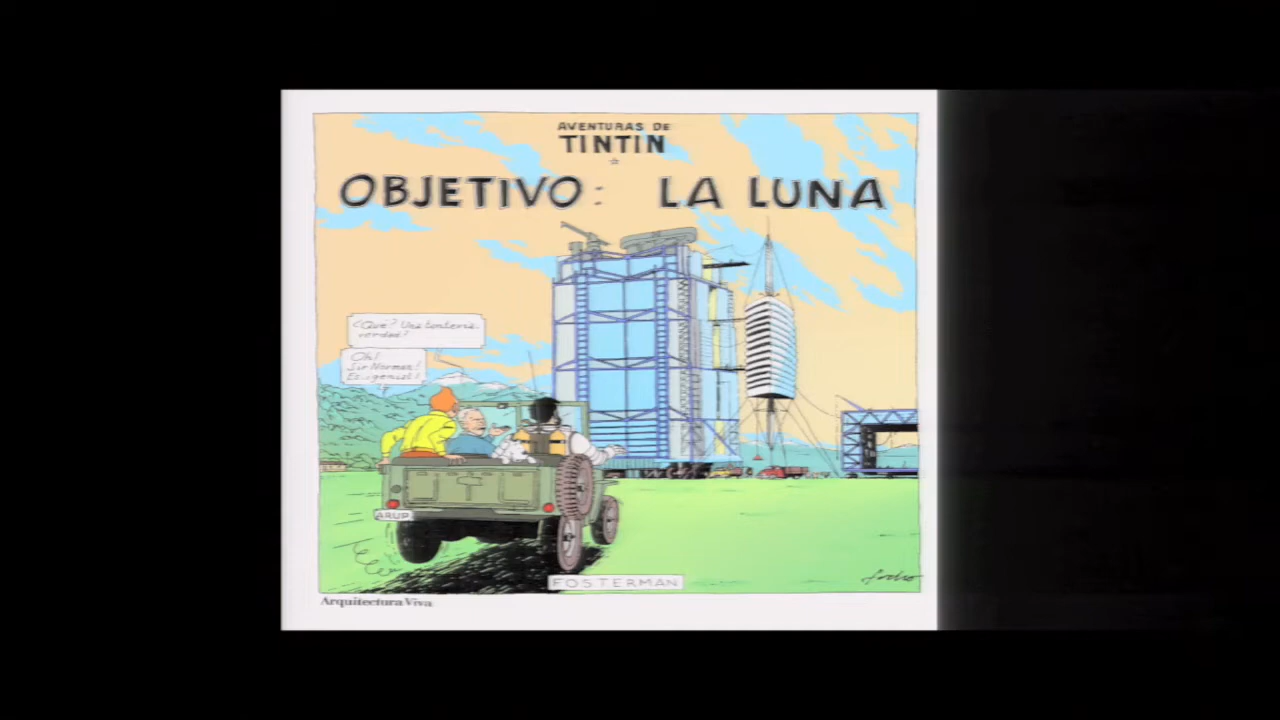 AVENTURAS DE
TINTIN
OBJETIVO: LA LUNA
¿Qué? Una tontería,
verdad?
Oh!
Sir Norman!
Es ¡genial!
ARUP
FOSTERMAN
Arquitectura Viva